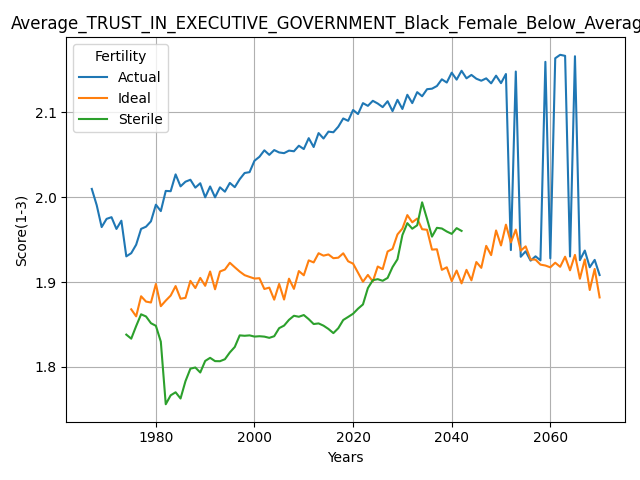 Average_TRUST_IN_EXECUTIVE_GOVERNMENT_Black_Female_Below_Averag
Fertility
Actual
Ideal
Sterile
2.1
2.0
1.9
1.8
Score(1-3)
1980 2000 2020 2040 2060
Years